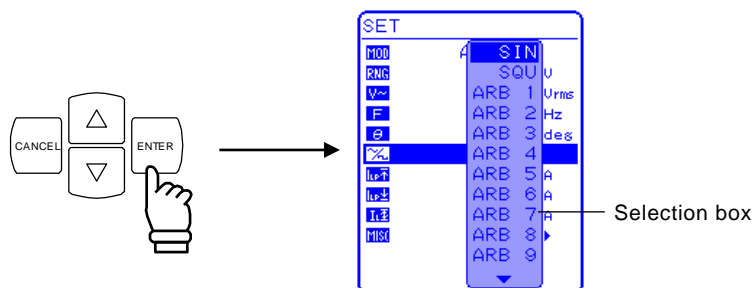 SET
MOD A SIN
RNG SQU V
V~ ARB 1 Vrms
F ARB 2 Hz
θ ARB 3 deg
ARB 4
ARB 5 A
ARB 6 A
ARB 7 A
MISC ARB 8
ARB 9
CANCEL
ENTER
Selection box